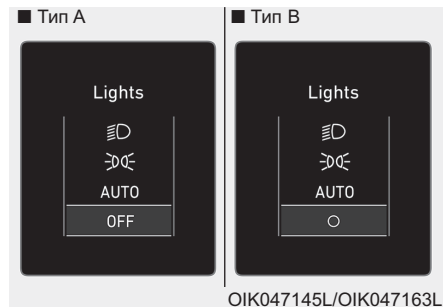 ■ Тип A
Lights
AUTO
OFF
■ Тип B
Lights
AUTO
OIK047145L/OIK047163L